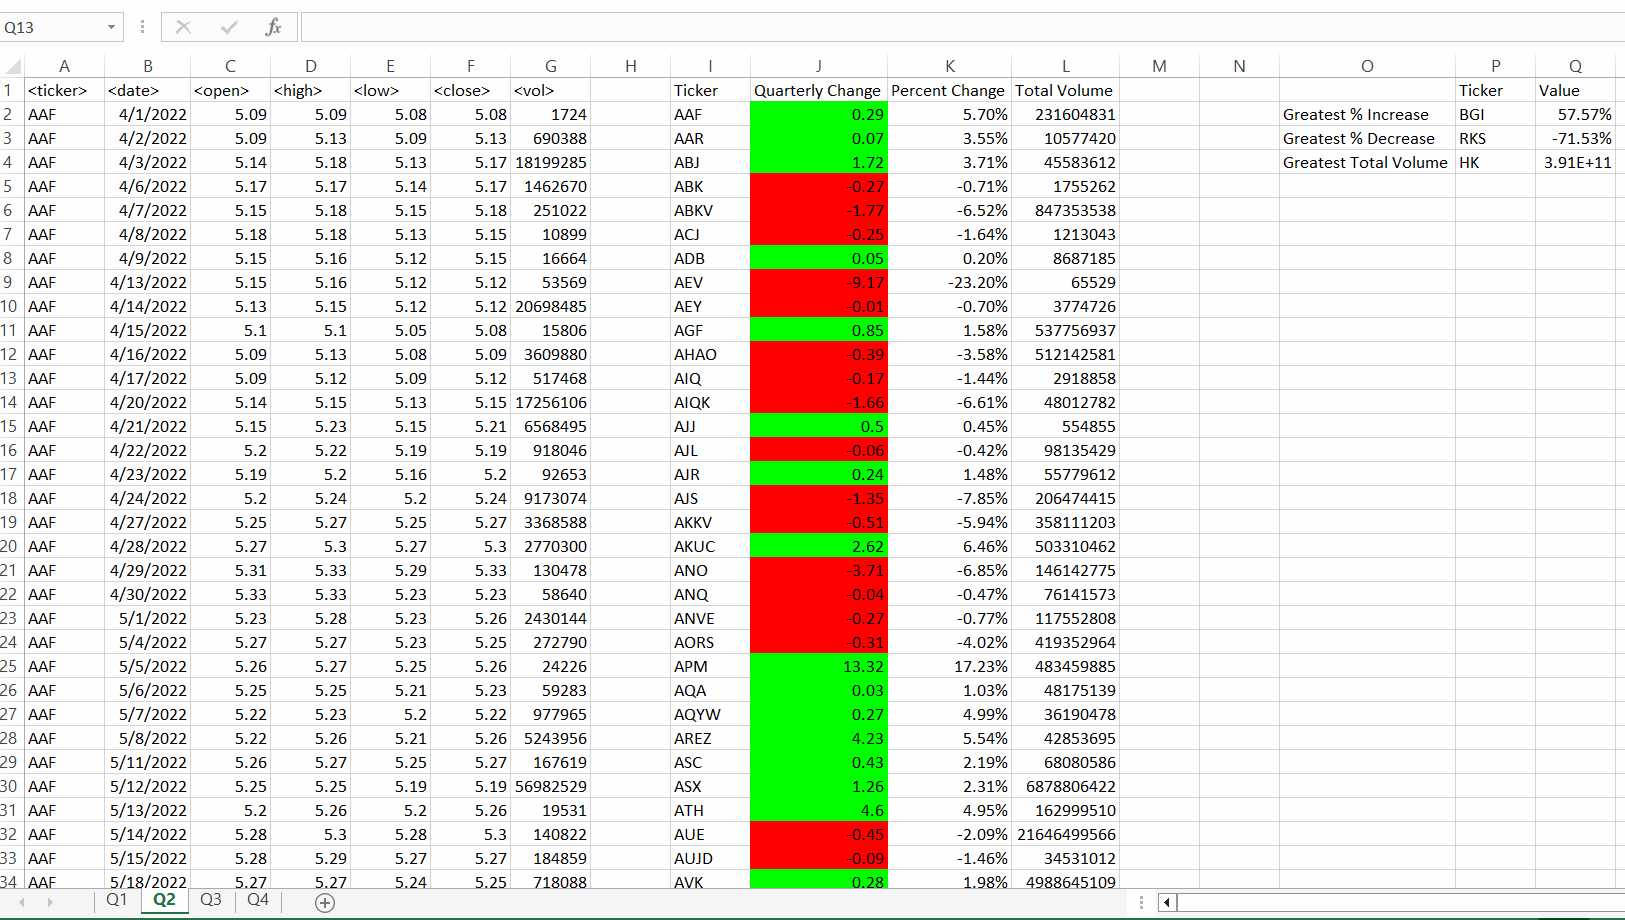 Q13 fx
A B C D E F G H I J K L M N O P Q
1 <ticker> <date> <open> <high> <low> <close> <vol> Ticker Quarterly Change Percent Change Total Volume Ticker Value
2 AAF 4/1/2022 5.09 5.09 5.08 5.08 1724 AAF 0.29 5.70% 231604831 Greatest % Increase BGI 57.57%
3 AAF 4/2/2022 5.09 5.13 5.09 5.13 690388 AAR 0.07 3.55% 10577420 Greatest % Decrease RKS -71.53%
4 AAF 4/3/2022 5.14 5.18 5.13 5.17 18199285 ABJ 1.72 3.71% 45583612 Greatest Total Volume HK 3.91E+11
5 AAF 4/6/2022 5.17 5.17 5.14 5.17 1462670 ABK -0.27 -0.71% 1755262
6 AAF 4/7/2022 5.15 5.18 5.15 5.18 251022 ABKV -1.77 -6.52% 847353538
7 AAF 4/8/2022 5.18 5.18 5.13 5.15 10899 ACJ -0.25 -1.64% 1213043
8 AAF 4/9/2022 5.15 5.16 5.12 5.15 16664 ADB 0.05 0.20% 8687185
9 AAF 4/13/2022 5.15 5.16 5.12 5.12 53569 AEV -9.17 -23.20% 65529
10 AAF 4/14/2022 5.13 5.15 5.12 5.12 20698485 AEY -0.01 -0.70% 3774726
11 AAF 4/15/2022 5.1 5.1 5.05 5.08 15806 AGF 0.85 1.58% 537756937
12 AAF 4/16/2022 5.09 5.13 5.08 5.09 3609880 AHAO -0.39 -3.58% 512142581
13 AAF 4/17/2022 5.09 5.12 5.09 5.12 517468 AIQ -0.17 -1.44% 2918858
14 AAF 4/20/2022 5.14 5.15 5.13 5.15 17256106 AIQK -1.66 -6.61% 48012782
15 AAF 4/21/2022 5.15 5.23 5.15 5.21 6568495 AJJ 0.5 0.45% 554855
16 AAF 4/22/2022 5.2 5.22 5.19 5.19 918046 AJL -0.06 -0.42% 98135429
17 AAF 4/23/2022 5.19 5.2 5.16 5.2 92653 AJR 0.24 1.48% 55779612
18 AAF 4/24/2022 5.2 5.24 5.2 5.24 9173074 AJS -1.35 -7.85% 206474415
19 AAF 4/27/2022 5.25 5.27 5.25 5.27 3368588 AKKV -0.51 -5.94% 358111203
20 AAF 4/28/2022 5.27 5.3 5.27 5.3 2770300 AKUC 2.62 6.46% 503310462
21 AAF 4/29/2022 5.31 5.33 5.29 5.33 130478 ANO -3.71 -6.85% 146142775
22 AAF 4/30/2022 5.33 5.33 5.23 5.23 58640 ANQ -0.04 -0.47% 76141573
23 AAF 5/1/2022 5.23 5.28 5.23 5.26 2430144 ANVE -0.27 -0.77% 117552808
24 AAF 5/4/2022 5.27 5.27 5.23 5.25 272790 AORS -0.31 -4.02% 419352964
25 AAF 5/5/2022 5.26 5.27 5.25 5.26 24226 APM 13.32 17.23% 483459885
26 AAF 5/6/2022 5.25 5.25 5.21 5.23 59283 AQA 0.03 1.03% 48175139
27 AAF 5/7/2022 5.22 5.23 5.2 5.22 977965 AQYW 0.27 4.99% 36190478
28 AAF 5/8/2022 5.22 5.26 5.21 5.26 5243956 AREZ 4.23 5.54% 42853695
29 AAF 5/11/2022 5.26 5.27 5.25 5.27 167619 ASC 0.43 2.19% 68080586
30 AAF 5/12/2022 5.25 5.25 5.19 5.19 56982529 ASX 1.26 2.31% 6878806422
31 AAF 5/13/2022 5.2 5.26 5.2 5.26 19531 ATH 4.6 4.95% 162999510
32 AAF 5/14/2022 5.28 5.3 5.28 5.3 140822 AUE -0.45 -2.09% 21646499566
33 AAF 5/15/2022 5.28 5.29 5.27 5.27 184859 AUJD -0.09 -1.46% 34531012
34 AAF 5/18/2022 5.27 5.27 5.24 5.25 718088 AVK 0.28 1.98% 4988645109
Q1 Q2 Q3 Q4